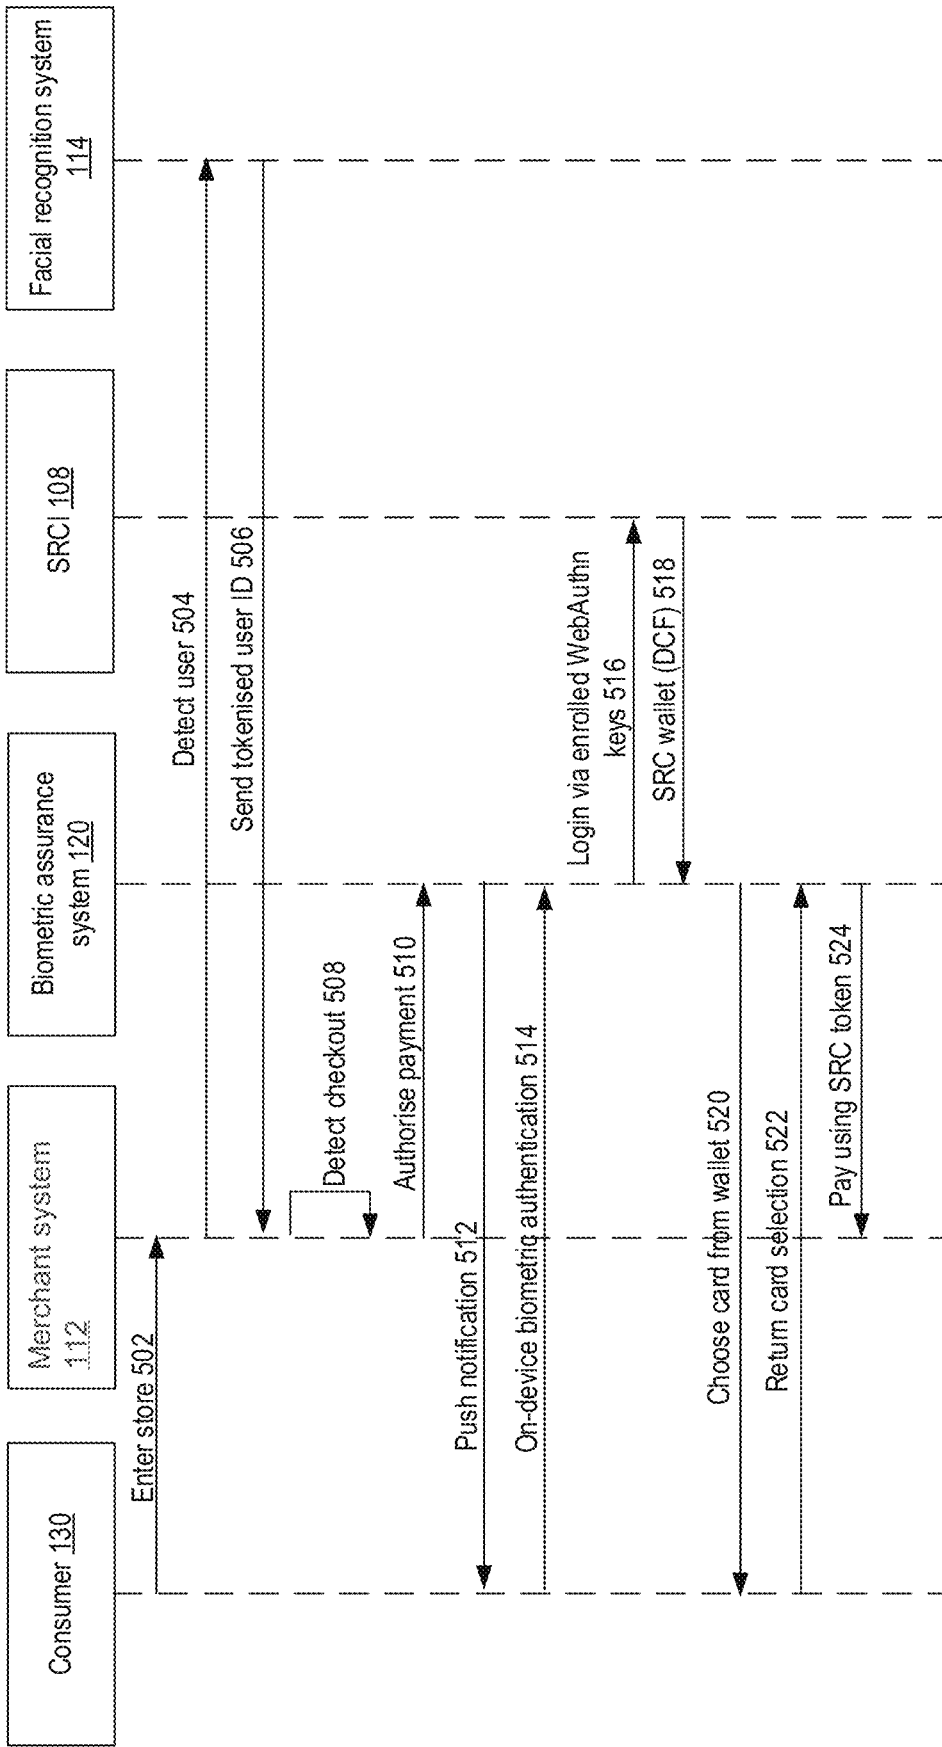 Consumer 130
Merchant system
112
Biometric assurance
system 120
SRCI 108
Facial recognition system
114
Enter store 502
Detect user 504
Send tokenised user ID 506
Detect checkout 508
Authorise payment 510
Push notification 512
On-device biometric authentication 514
Login via enrolled WebAuthn
keys 516
SRC wallet (DCF) 518
Choose card from wallet 520
Return card selection 522
Pay using SRC token 524